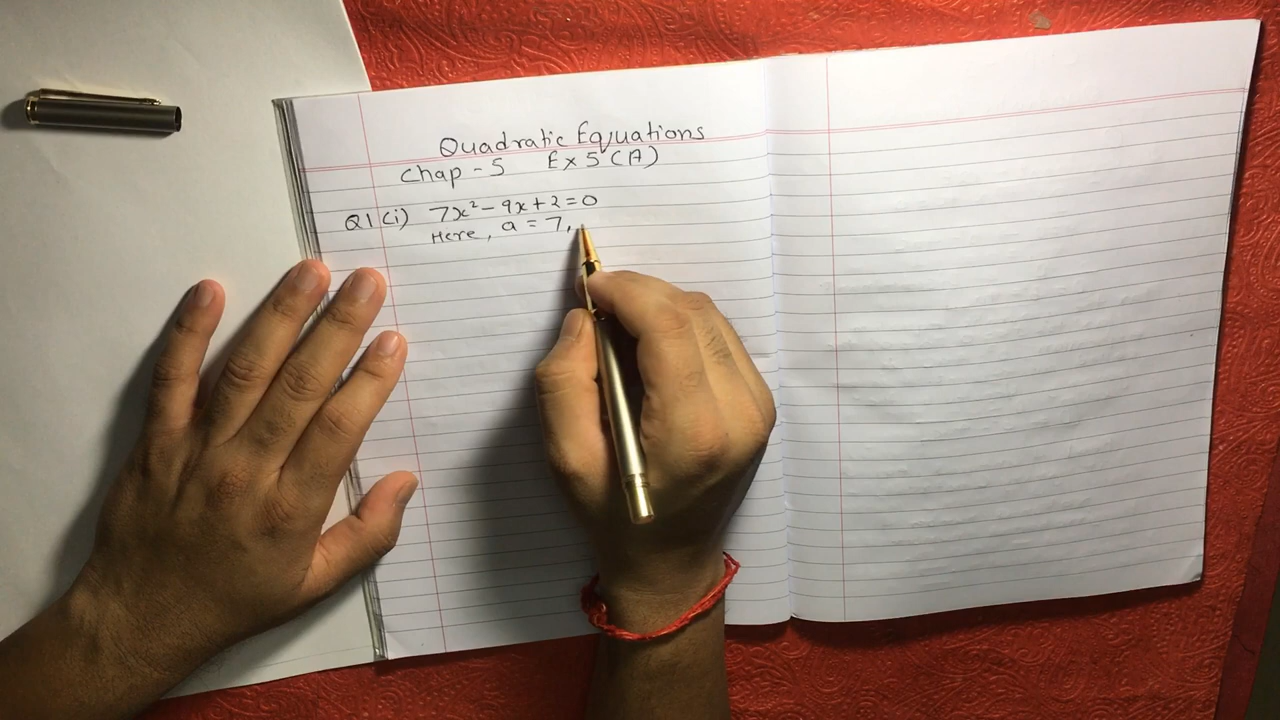 Quadratic Equations
Chap - 5 Ex 5 (A)
Q1 (i) 7x² - 9x + 2 = 0
Here, a = 7,